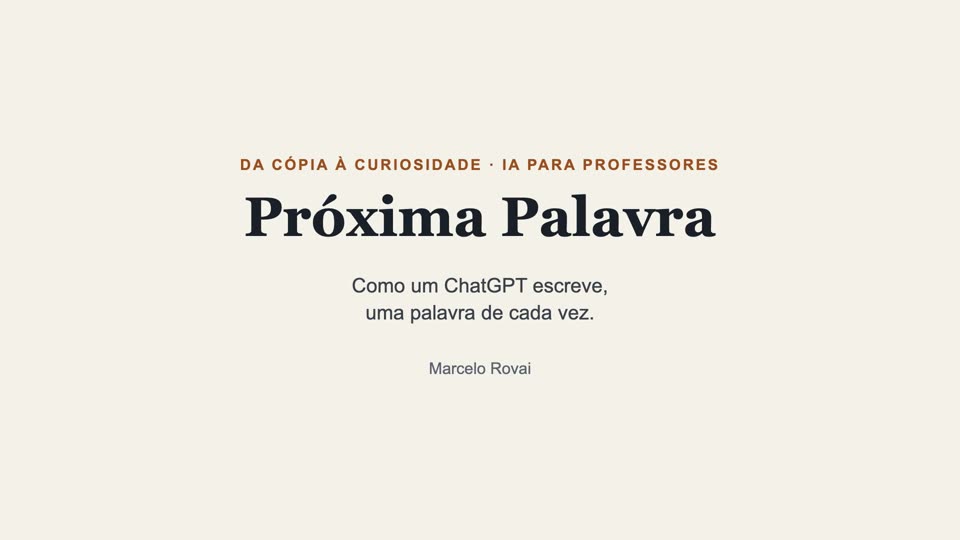 DA CÓPIA À CURIOSIDADE · IA PARA PROFESSORES
Próxima Palavra
Como um ChatGPT escreve,
uma palavra de cada vez.
Marcelo Rovai